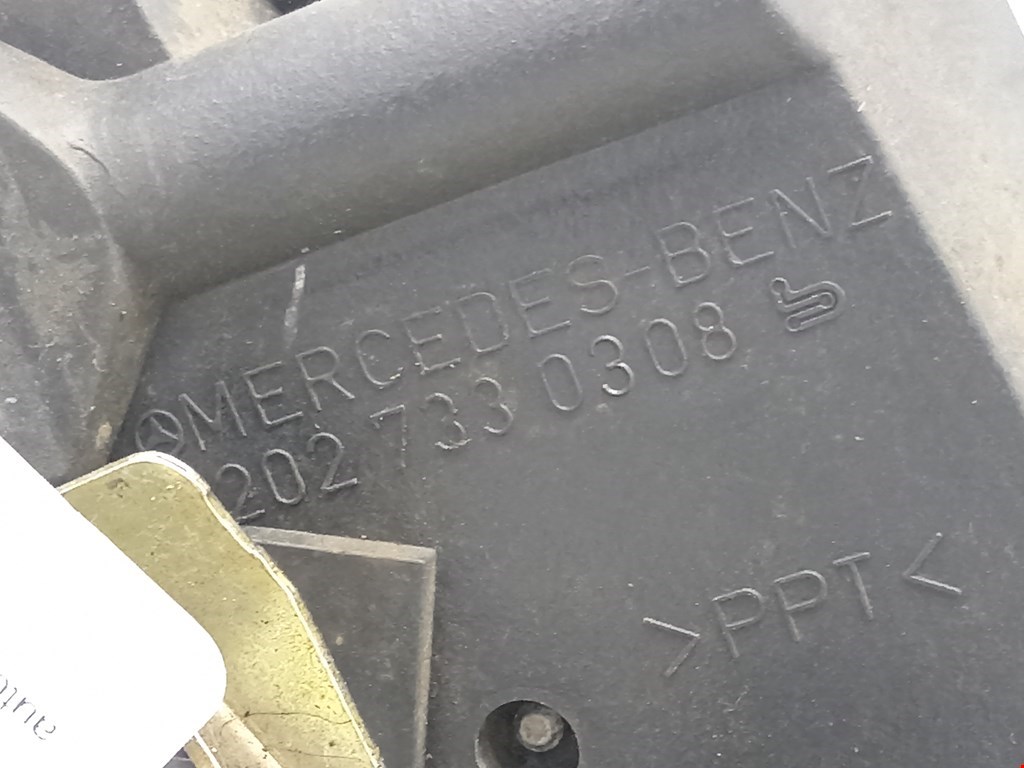 MERCEDES-BENZ
202 733 0308
>PPT<